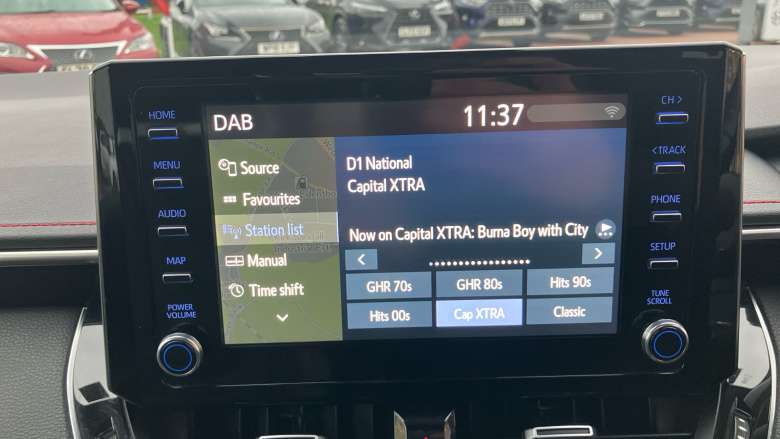 HOME
MENU
AUDIO
MAP
POWER
VOLUME
DAB
11:37
Source
Favourites
Station list
Manual
Time shift
D1 National
Capital XTRA
Now on Capital XTRA: Burna Boy with City
GHR 70s
GHR 80s
Hits 90s
Hits 00s
Cap XTRA
Classic
CH >
< TRACK
PHONE
SETUP
TUNE
SCROLL